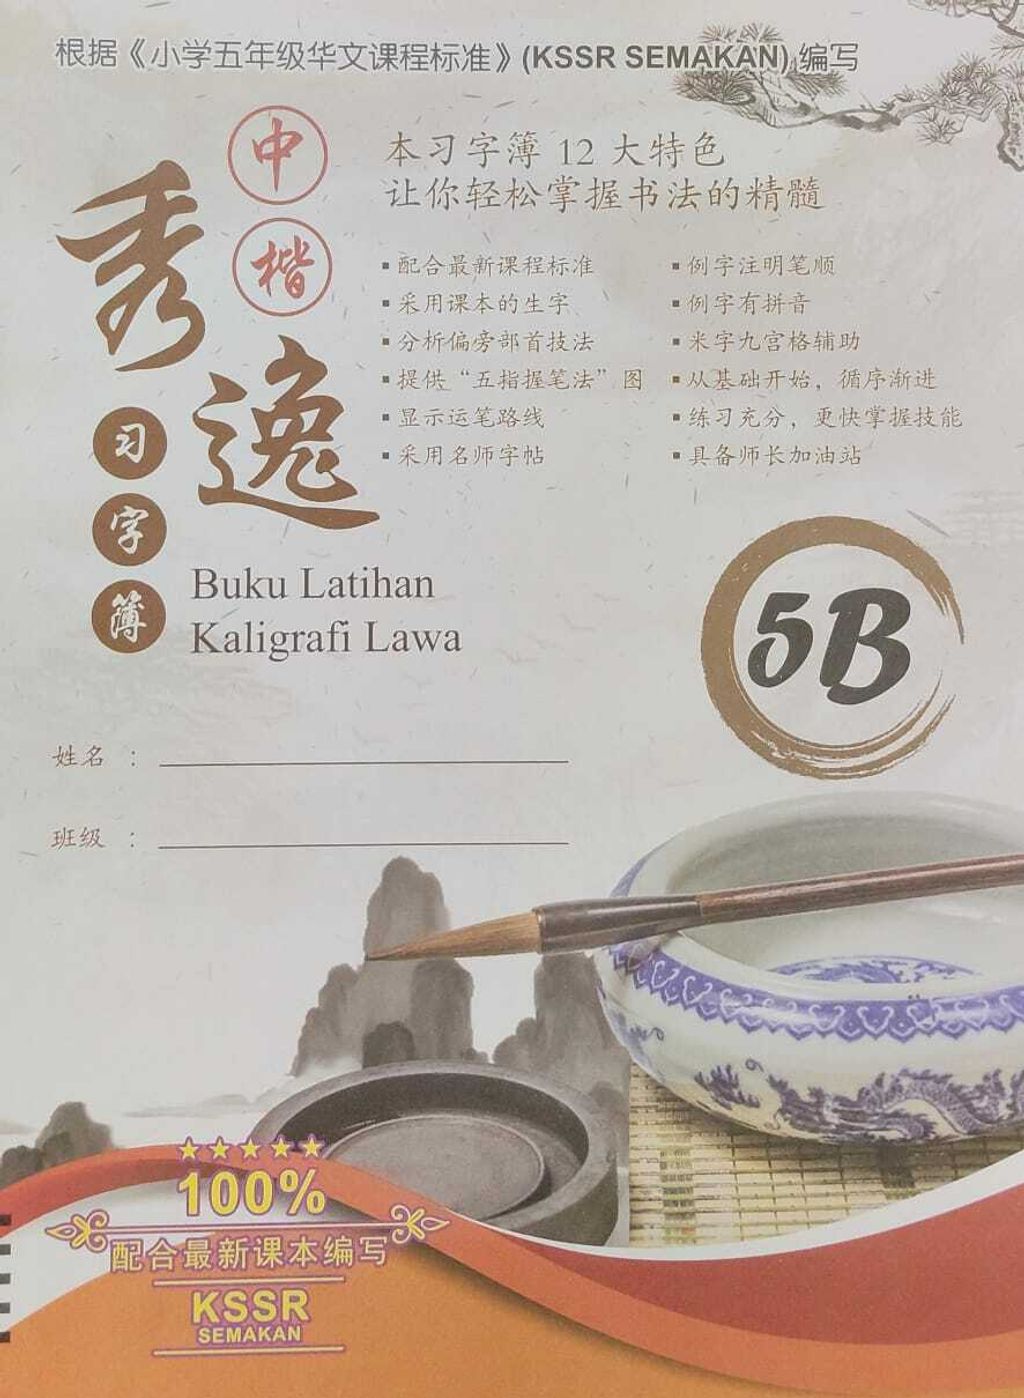 根据《小学五年级华文课程标准》(KSSR SEMAKAN) 编写
中楷
秀逸
习字簿
Buku Latihan
Kaligrafi Lawa
本习字簿 12 大特色
让你轻松掌握书法的精髓
▪ 配合最新课程标准
▪ 采用课本的生字
▪ 分析偏旁部首技法
▪ 提供“五指握笔法”图
▪ 显示运笔路线
▪ 采用名师字帖
▪ 例字注明笔顺
▪ 例字有拼音
▪ 米字九宫格辅助
▪ 从基础开始，循序渐进
▪ 练习充分，更快掌握技能
▪ 具备师长加油站
5B
姓名 :
班级 :
100%
配合最新课本编写
KSSR
SEMAKAN